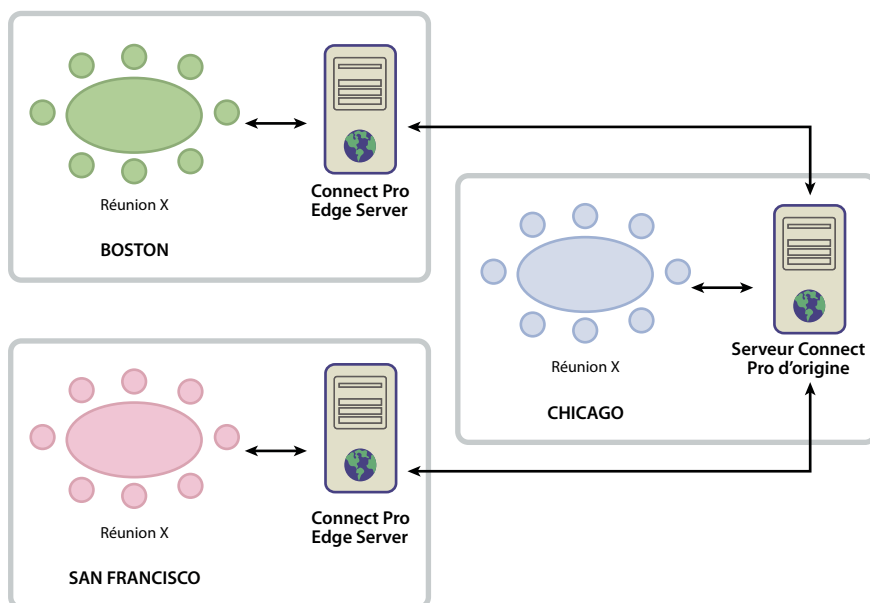 Réunion X
BOSTON
Connect Pro
Edge Server
Réunion X
CHICAGO
Serveur Connect
Pro d’origine
Réunion X
SAN FRANCISCO
Connect Pro
Edge Server